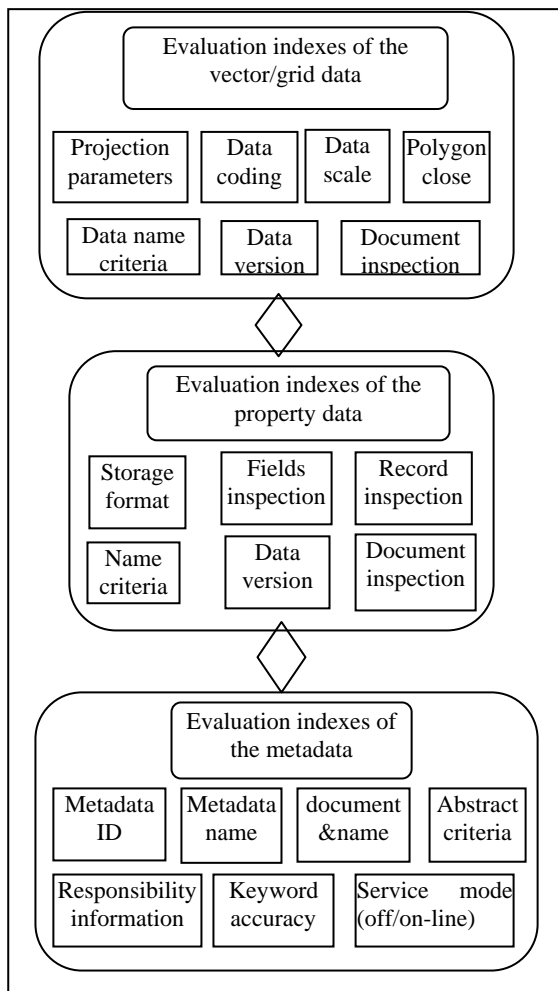 Evaluation indexes of the
vector/grid data
Projection
parameters
Data
coding
Data
scale
Polygon
close
Data name
criteria
Data
version
Document
inspection
Evaluation indexes of the
property data
Storage
format
Fields
inspection
Record
inspection
Name
criteria
Data
version
Document
inspection
Evaluation indexes of
the metadata
Metadata
ID
Metadata
name
document
&name
Abstract
criteria
Responsibility
information
Keyword
accuracy
Service mode
(off/on-line)